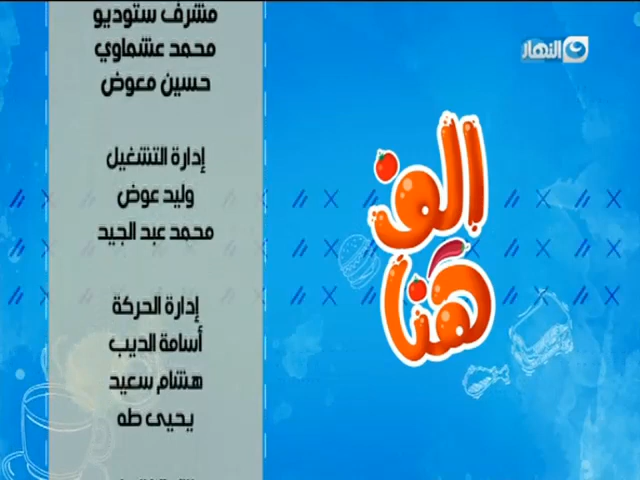 مشرف ستوديو
محمد عشماوي
حسين معوض
إدارة التشغيل
وليد عوض
محمد عبد الجيد
إدارة الحركة
أسامة الديب
هشام سعيد
يحيى طه
النهار
الف
هنا